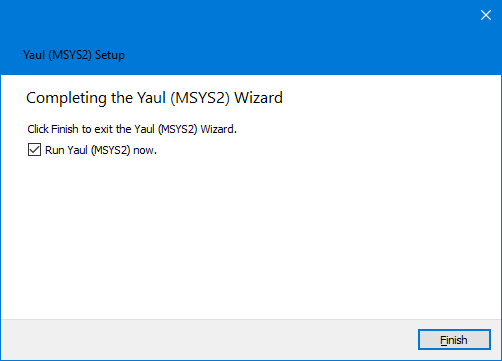 Yaul (MSYS2) Setup
Completing the Yaul (MSYS2) Wizard
Click Finish to exit the Yaul (MSYS2) Wizard.
Run Yaul (MSYS2) now.
Finish